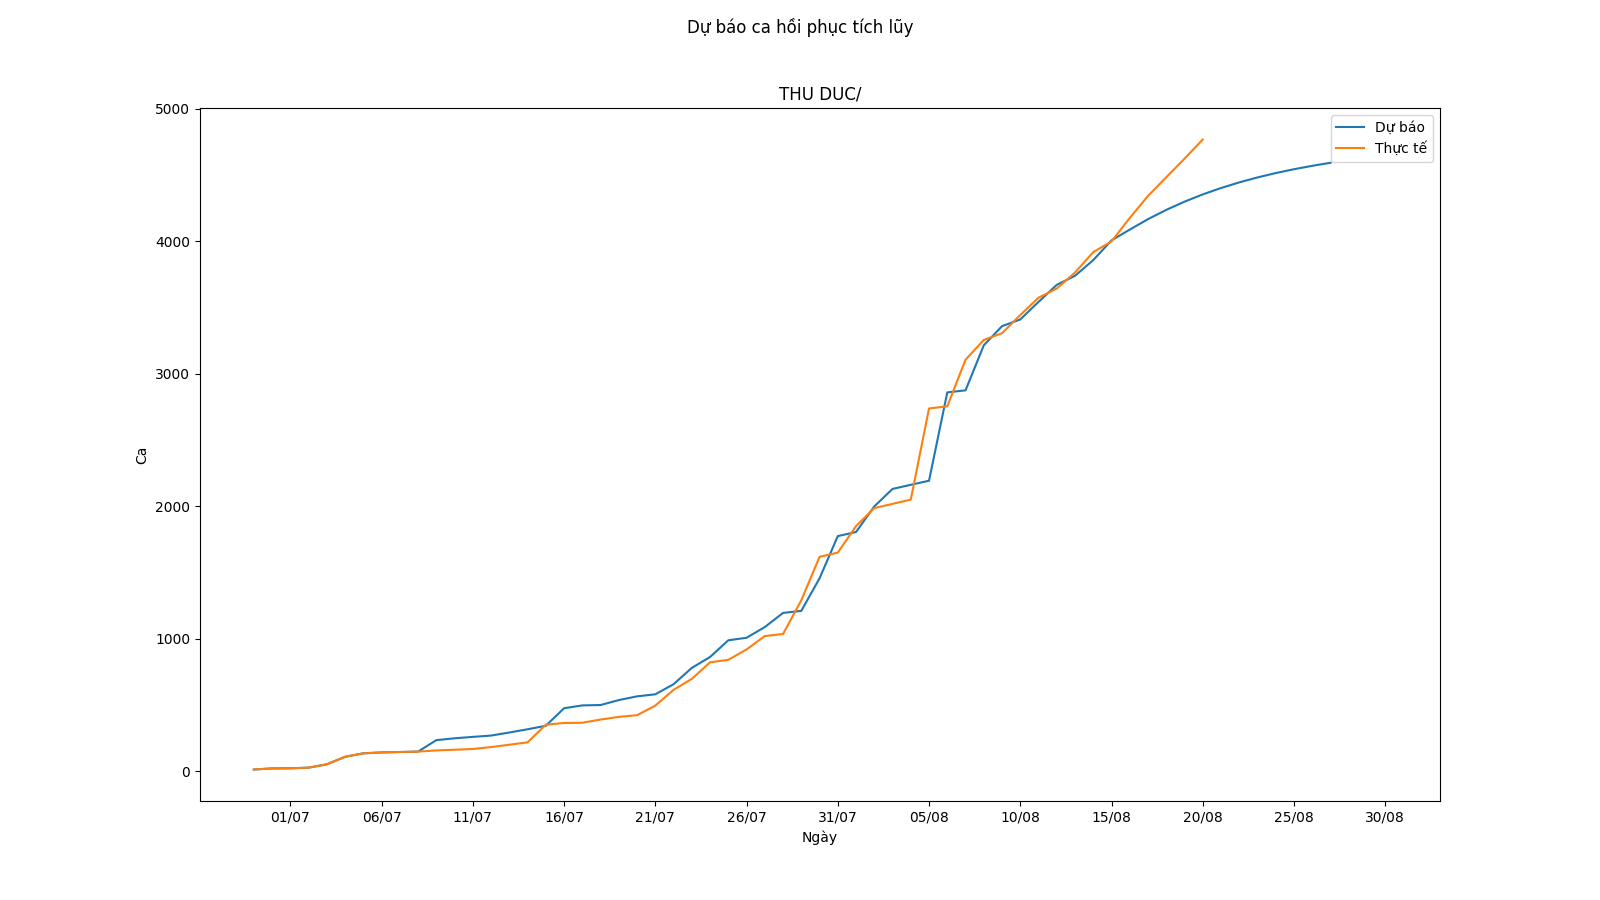 Dự báo ca hồi phục tích lũy
THU DUC/
5000
4000
3000
2000
1000
0
Ca
Dự báo
Thực tế
01/07 06/07 11/07 16/07 21/07 26/07 31/07 05/08 10/08 15/08 20/08 25/08 30/08
Ngày